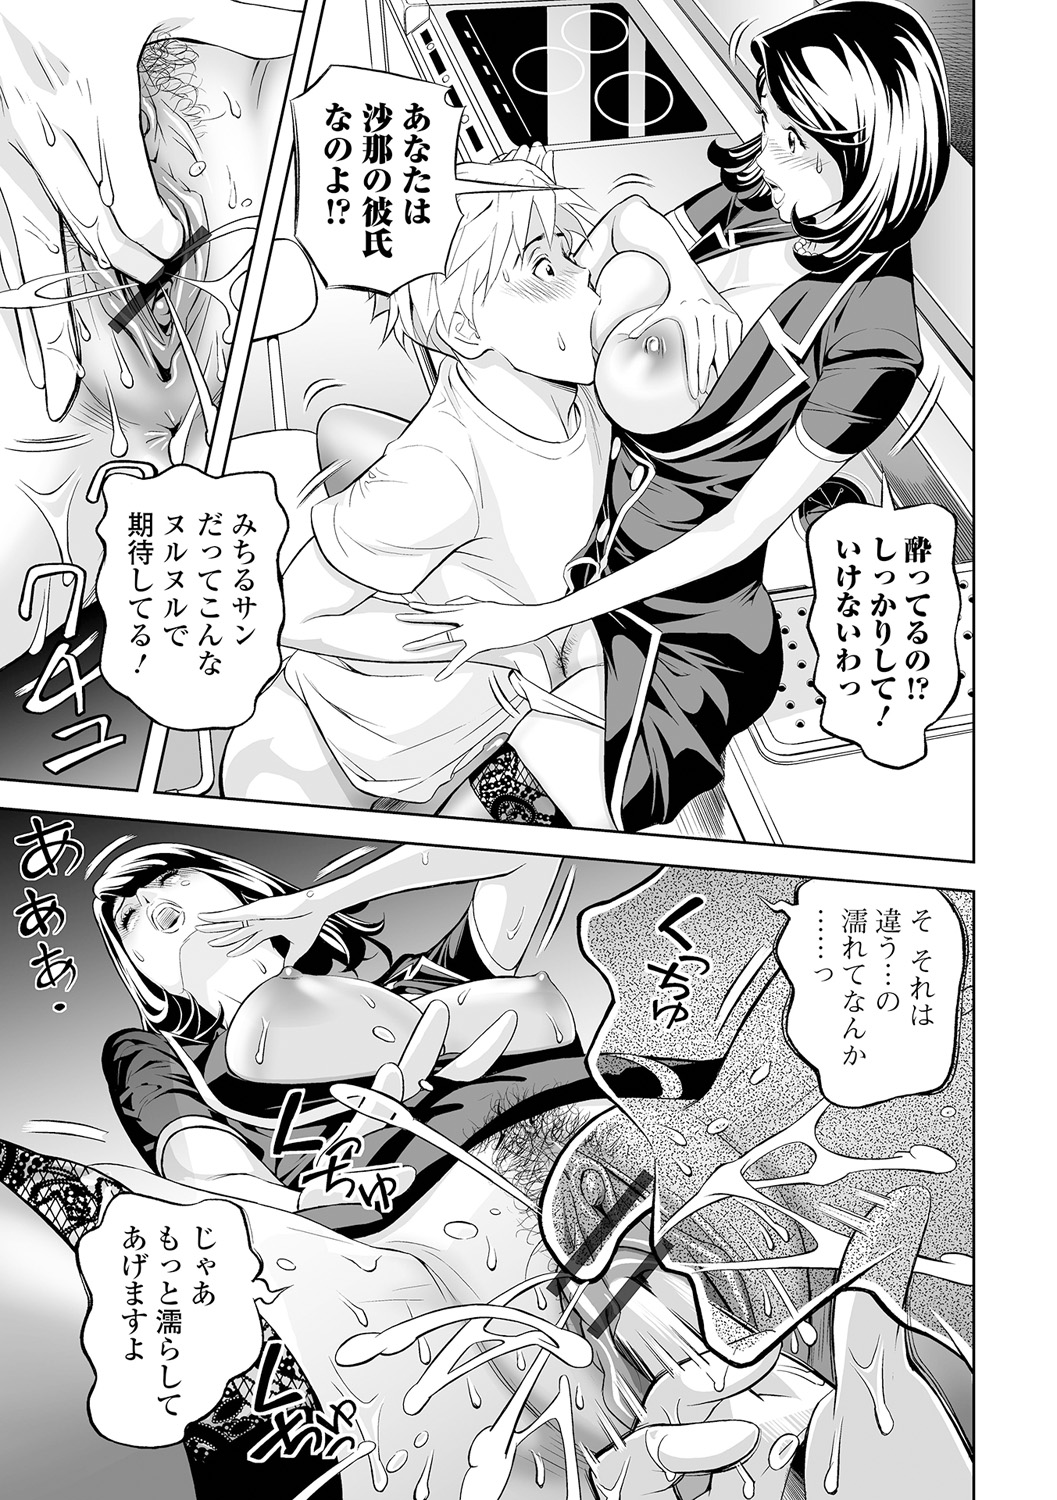 酔ってるの!?
しっかりして！
いけないわっ
あなたは
沙那の彼氏
なのよ!?
みちるサン
だってこんな
ヌルヌルで
期待してる！
クチュ
そ それは
違う…の
濡れてなんか
……っ
くっちゅ
あぁぁぁ．
くっちゅ
じゃあ
もっと濡らして
あげますよ